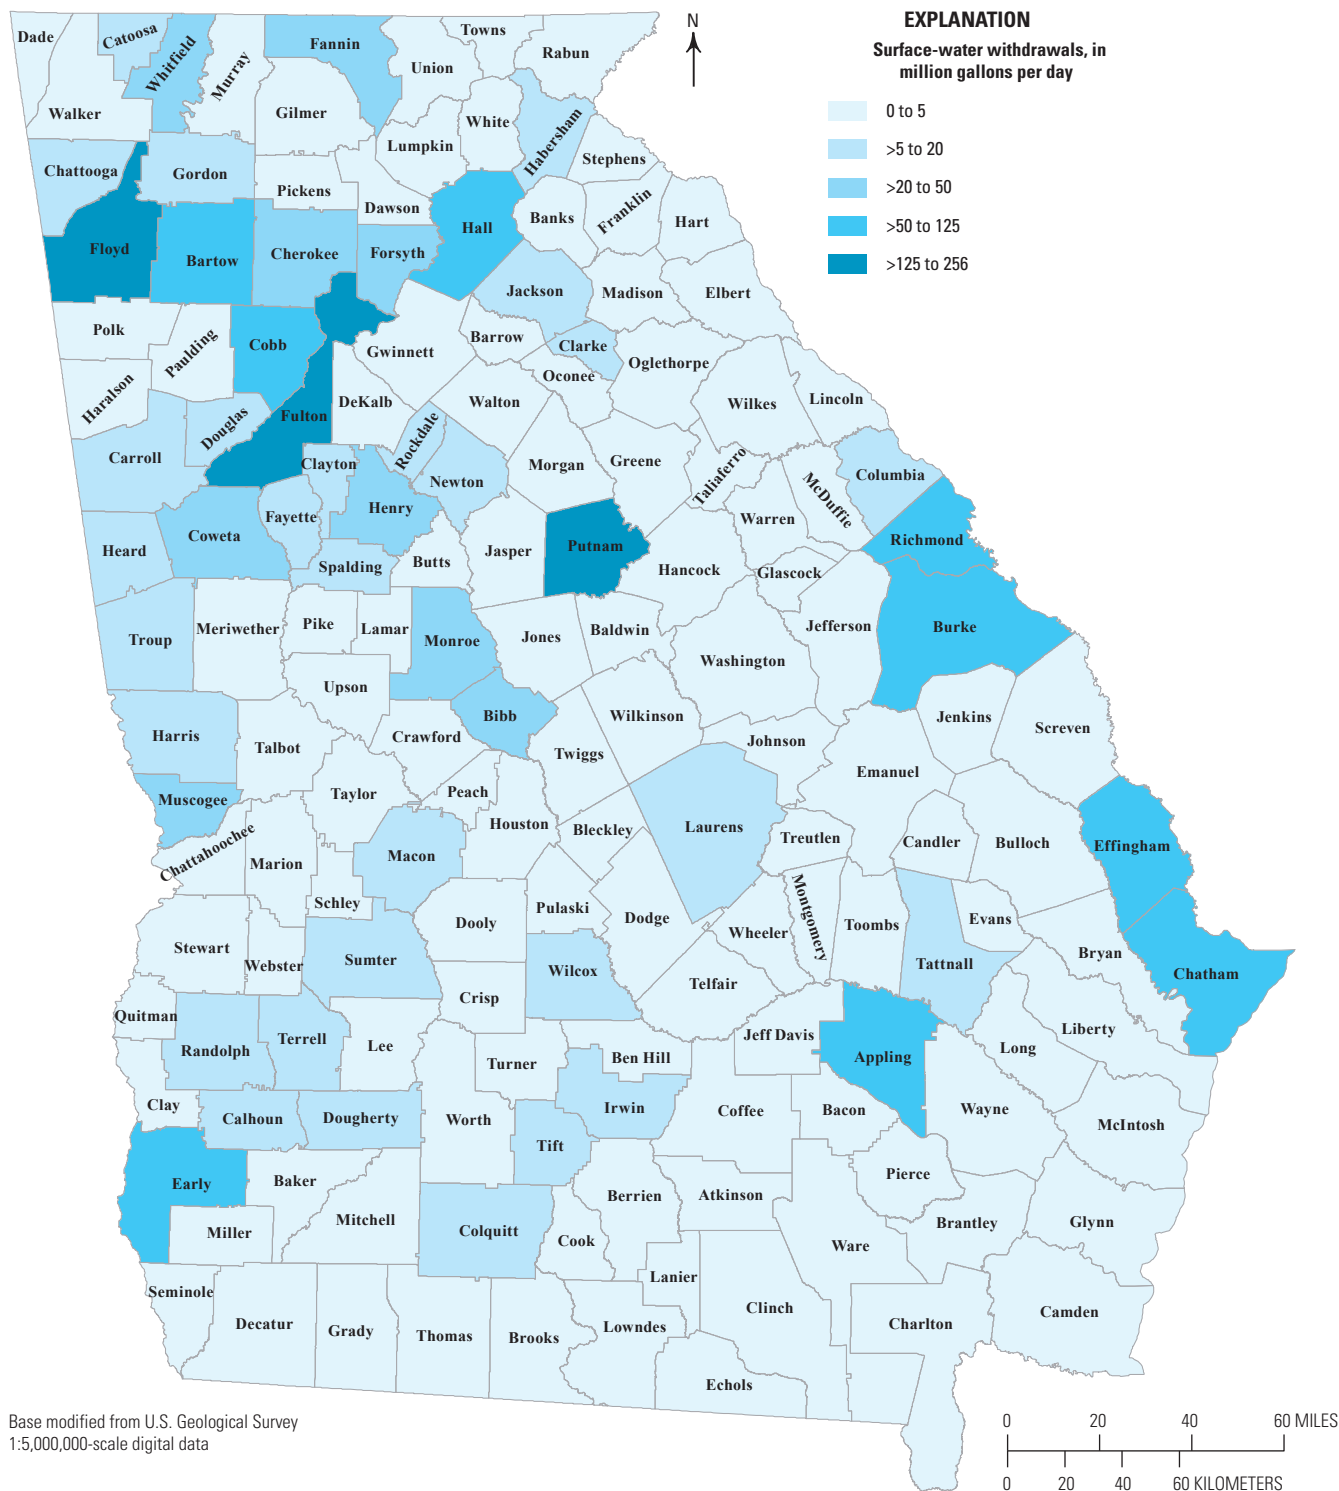 N
EXPLANATION
Surface-water withdrawals, in
million gallons per day
0 to 5
>5 to 20
>20 to 50
>50 to 125
>125 to 256
Dade
Catoosa
Whitfield
Murray
Fannin
Union
Towns
Rabun
Walker
Gilmer
White
Habersham
Lumpkin
Stephens
Chattooga
Gordon
Pickens
Dawson
Banks
Franklin
Hart
Floyd
Bartow
Cherokee
Forsyth
Hall
Jackson
Madison
Elbert
Polk
Paulding
Cobb
Gwinnett
Barrow
Clarke
Oconee
Oglethorpe
Haralson
Douglas
Fulton
DeKalb
Rockdale
Walton
Wilkes
Lincoln
Carroll
Clayton
Newton
Morgan
Greene
Taliaferro
McDuffie
Columbia
Heard
Coweta
Fayette
Henry
Spalding
Butts
Jasper
Putnam
Hancock
Warren
Glascock
Richmond
Troup
Meriwether
Pike
Lamar
Monroe
Jones
Baldwin
Washington
Jefferson
Burke
Upson
Bibb
Wilkinson
Jenkins
Screven
Harris
Talbot
Crawford
Twiggs
Johnson
Emanuel
Muscogee
Taylor
Peach
Houston
Bleckley
Laurens
Treutlen
Candler
Bulloch
Effingham
Chattahoochee
Marion
Macon
Schley
Dooly
Pulaski
Dodge
Wheeler
Montgomery
Toombs
Evans
Bryan
Stewart
Webster
Sumter
Crisp
Wilcox
Telfair
Tattnall
Chatham
Quitman
Randolph
Terrell
Lee
Turner
Ben Hill
Jeff Davis
Appling
Long
Liberty
Clay
Calhoun
Dougherty
Worth
Tift
Irwin
Coffee
Bacon
Wayne
McIntosh
Early
Baker
Miller
Mitchell
Colquitt
Cook
Berrien
Atkinson
Pierce
Ware
Brantley
Glynn
Seminole
Decatur
Grady
Thomas
Brooks
Lanier
Lowndes
Clinch
Echols
Charlton
Camden
Base modified from U.S. Geological Survey
1:5,000,000-scale digital data
0 20 40 60 MILES
0 20 40 60 KILOMETERS